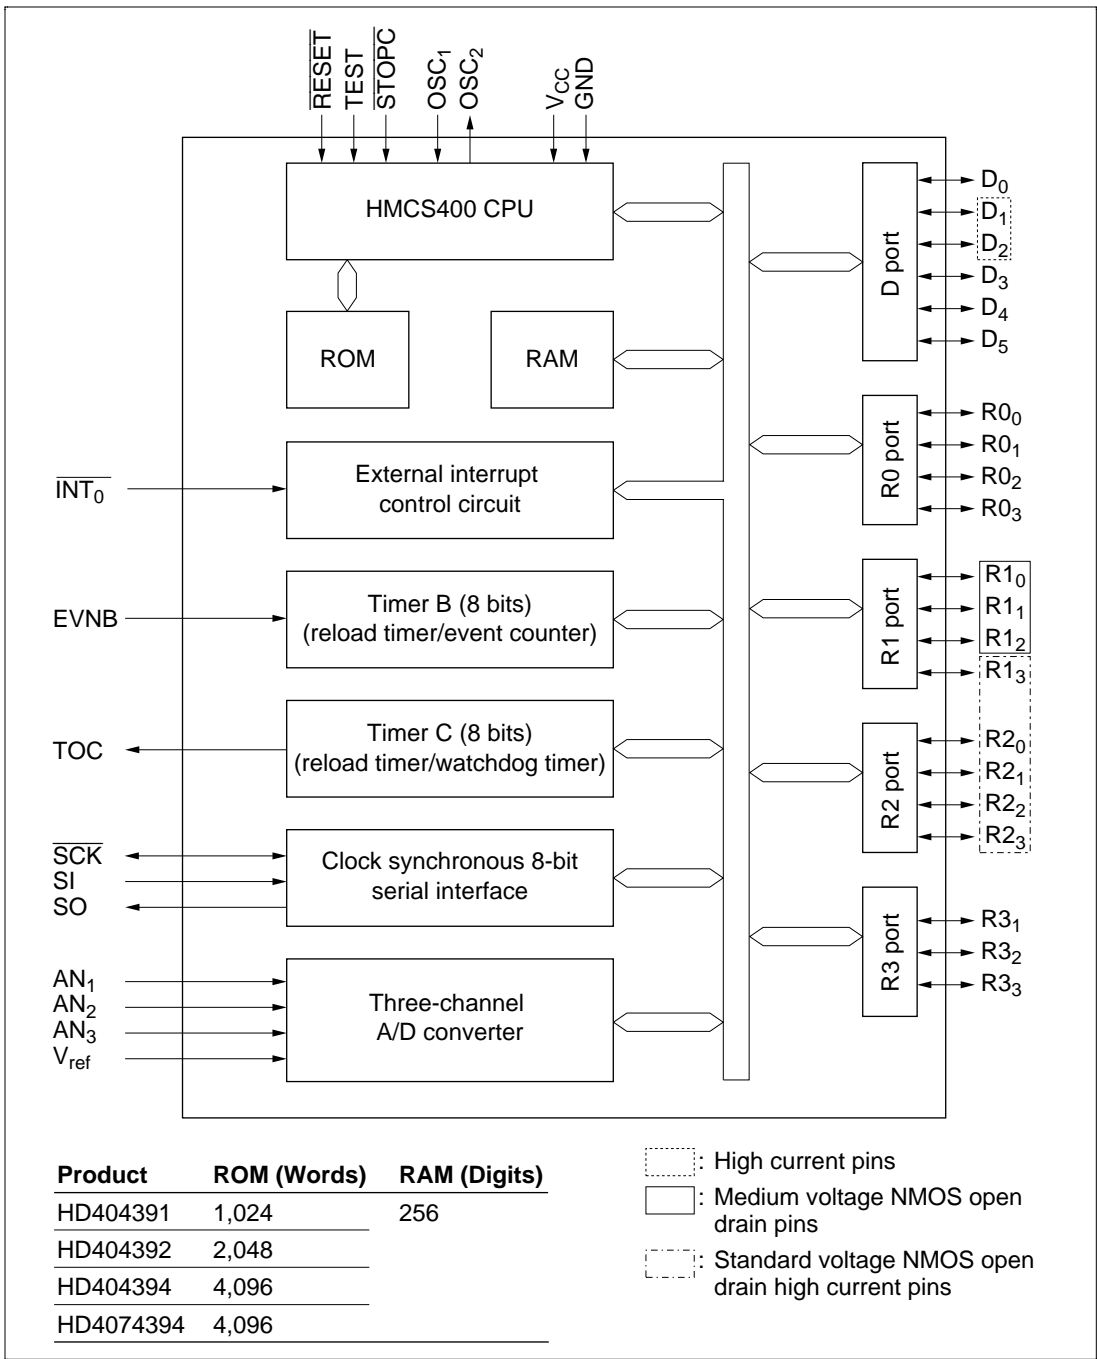 RESET
TEST
STOPC
OSC1
OSC2
VCC
GND
HMCS400 CPU
ROM
RAM
External interrupt
control circuit
Timer B (8 bits)
(reload timer/event counter)
Timer C (8 bits)
(reload timer/watchdog timer)
Clock synchronous 8-bit
serial interface
Three-channel
A/D converter
INT0
EVNB
TOC
SCK
SI
SO
AN1
AN2
AN3
Vref
D port
D0
D1
D2
D3
D4
D5
R0 port
R00
R01
R02
R03
R1 port
R10
R11
R12
R13
R2 port
R20
R21
R22
R23
R3 port
R31
R32
R33
Product ROM (Words) RAM (Digits)
HD404391 1,024 256
HD404392 2,048
HD404394 4,096
HD4074394 4,096
: High current pins
: Medium voltage NMOS open
drain pins
: Standard voltage NMOS open
drain high current pins